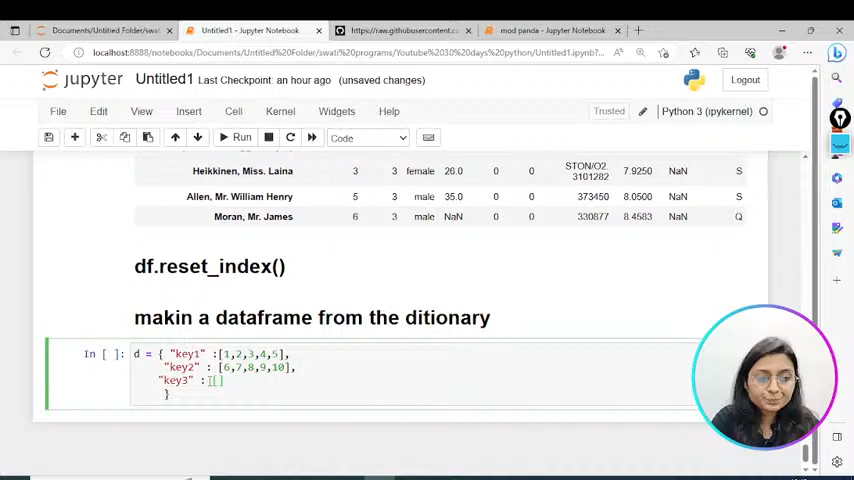 Documents/Untitled Folder/swati
Untitled1 - Jupyter Notebook
https://raw.githubusercontent.c
mod panda - Jupyter Notebook
localhost:8888/notebooks/Documents/Untitled%20Folder/swati%20programs/Youtube%2030%20days%20python/Untitled1.ipynb?...
jupyter Untitled1 Last Checkpoint: an hour ago (unsaved changes)
Logout
File Edit View Insert Cell Kernel Widgets Help
Trusted
Python 3 (ipykernel)
Run
Code
Heikkinen, Miss. Laina 3 3 female 26.0 0 0 STON/O2. 3101282 7.9250 NaN S
Allen, Mr. William Henry 5 3 male 35.0 0 0 373450 8.0500 NaN S
Moran, Mr. James 6 3 male NaN 0 0 330877 8.4583 NaN Q
df.reset_index()
makin a dataframe from the ditionary
In [ ]: d = { "key1" :[1,2,3,4,5],
"key2" : [6,7,8,9,10],
"key3" : []
}